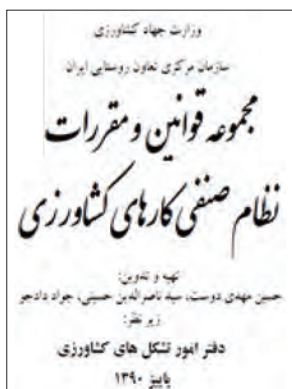 وزارت جهاد کشاورزی
سازمان مرکزی تعاون روستایی ایران
مجموعه قوانین و مقررات
نظام صنفی کارهای کشاورزی
تهیه و تدوین:
حسین مهدی دوست، سید ناصرالدین حسینی، جواد دادجو
زیر نظر:
دفتر امور تشکل های کشاورزی
پاییز ۱۳۹۰